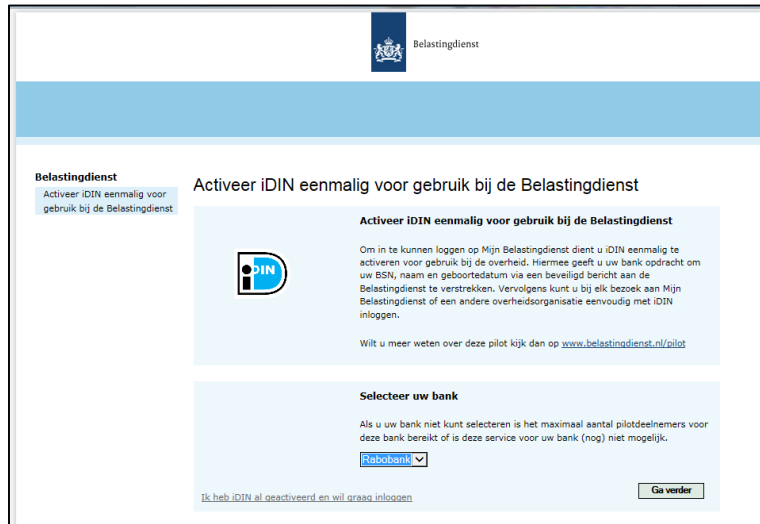 Belastingdienst
Belastingdienst
Activeer iDIN eenmalig voor
gebruik bij de Belastingdienst
Activeer iDIN eenmalig voor gebruik bij de Belastingdienst
Activeer iDIN eenmalig voor gebruik bij de Belastingdienst
iDIN
Om in te kunnen loggen op Mijn Belastingdienst dient u iDIN eenmalig te
activeren voor gebruik bij de overheid. Hiermee geeft u uw bank opdracht om
uw BSN, naam en geboortedatum via een beveiligd bericht aan de
Belastingdienst te verstrekken. Vervolgens kunt u bij elk bezoek aan Mijn
Belastingdienst of een andere overheidsorganisatie eenvoudig met iDIN
inloggen.
Wilt u meer weten over deze pilot kijk dan op www.belastingdienst.nl/pilot
Selecteer uw bank
Als u uw bank niet kunt selecteren is het maximaal aantal pilotdeelnemers voor
deze bank bereikt of is deze service voor uw bank (nog) niet mogelijk.
Rabobank
Ik heb iDIN al geactiveerd en wil graag inloggen
Ga verder